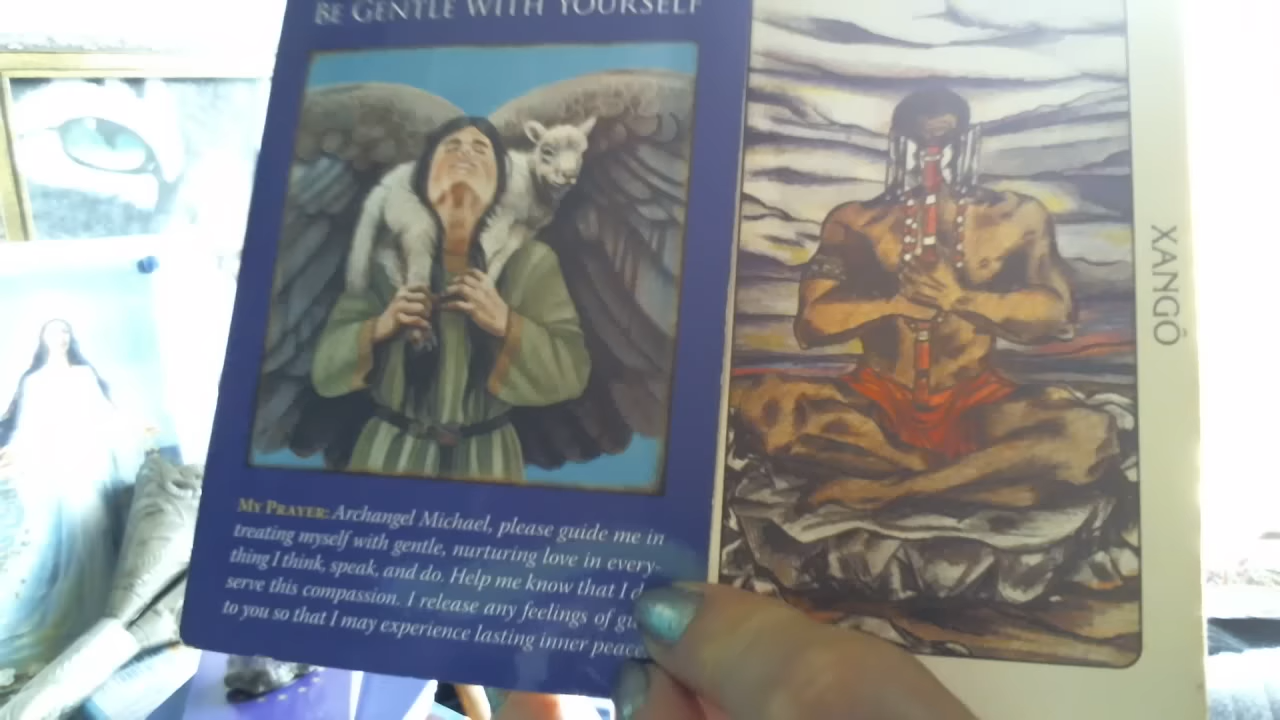 BE GENTLE WITH YOURSELF
MY PRAYER: Archangel Michael, please guide me in
treating myself with gentle, nurturing love in every-
thing I think, speak, and do. Help me know that I
serve this compassion. I release any feelings of
to you so that I may experience lasting inner peace
XANGÔ